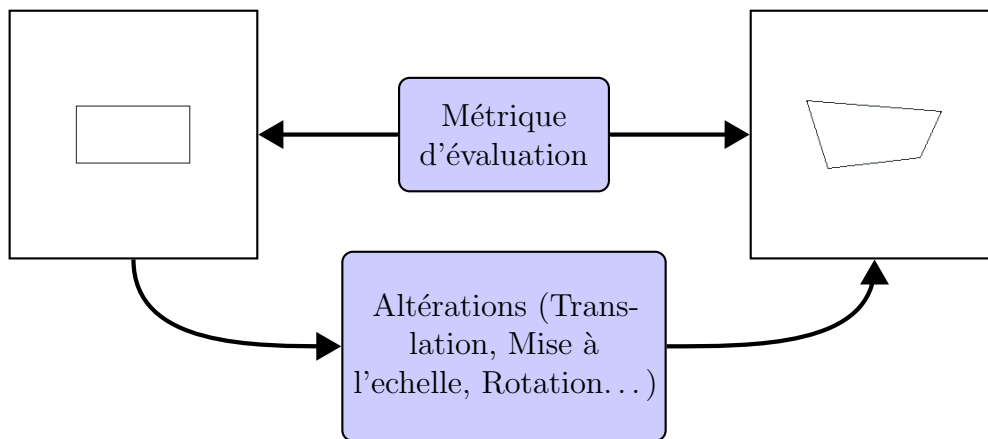 Métrique
d'évaluation
Altérations (Trans-
lation, Mise à
l'echelle, Rotation...)